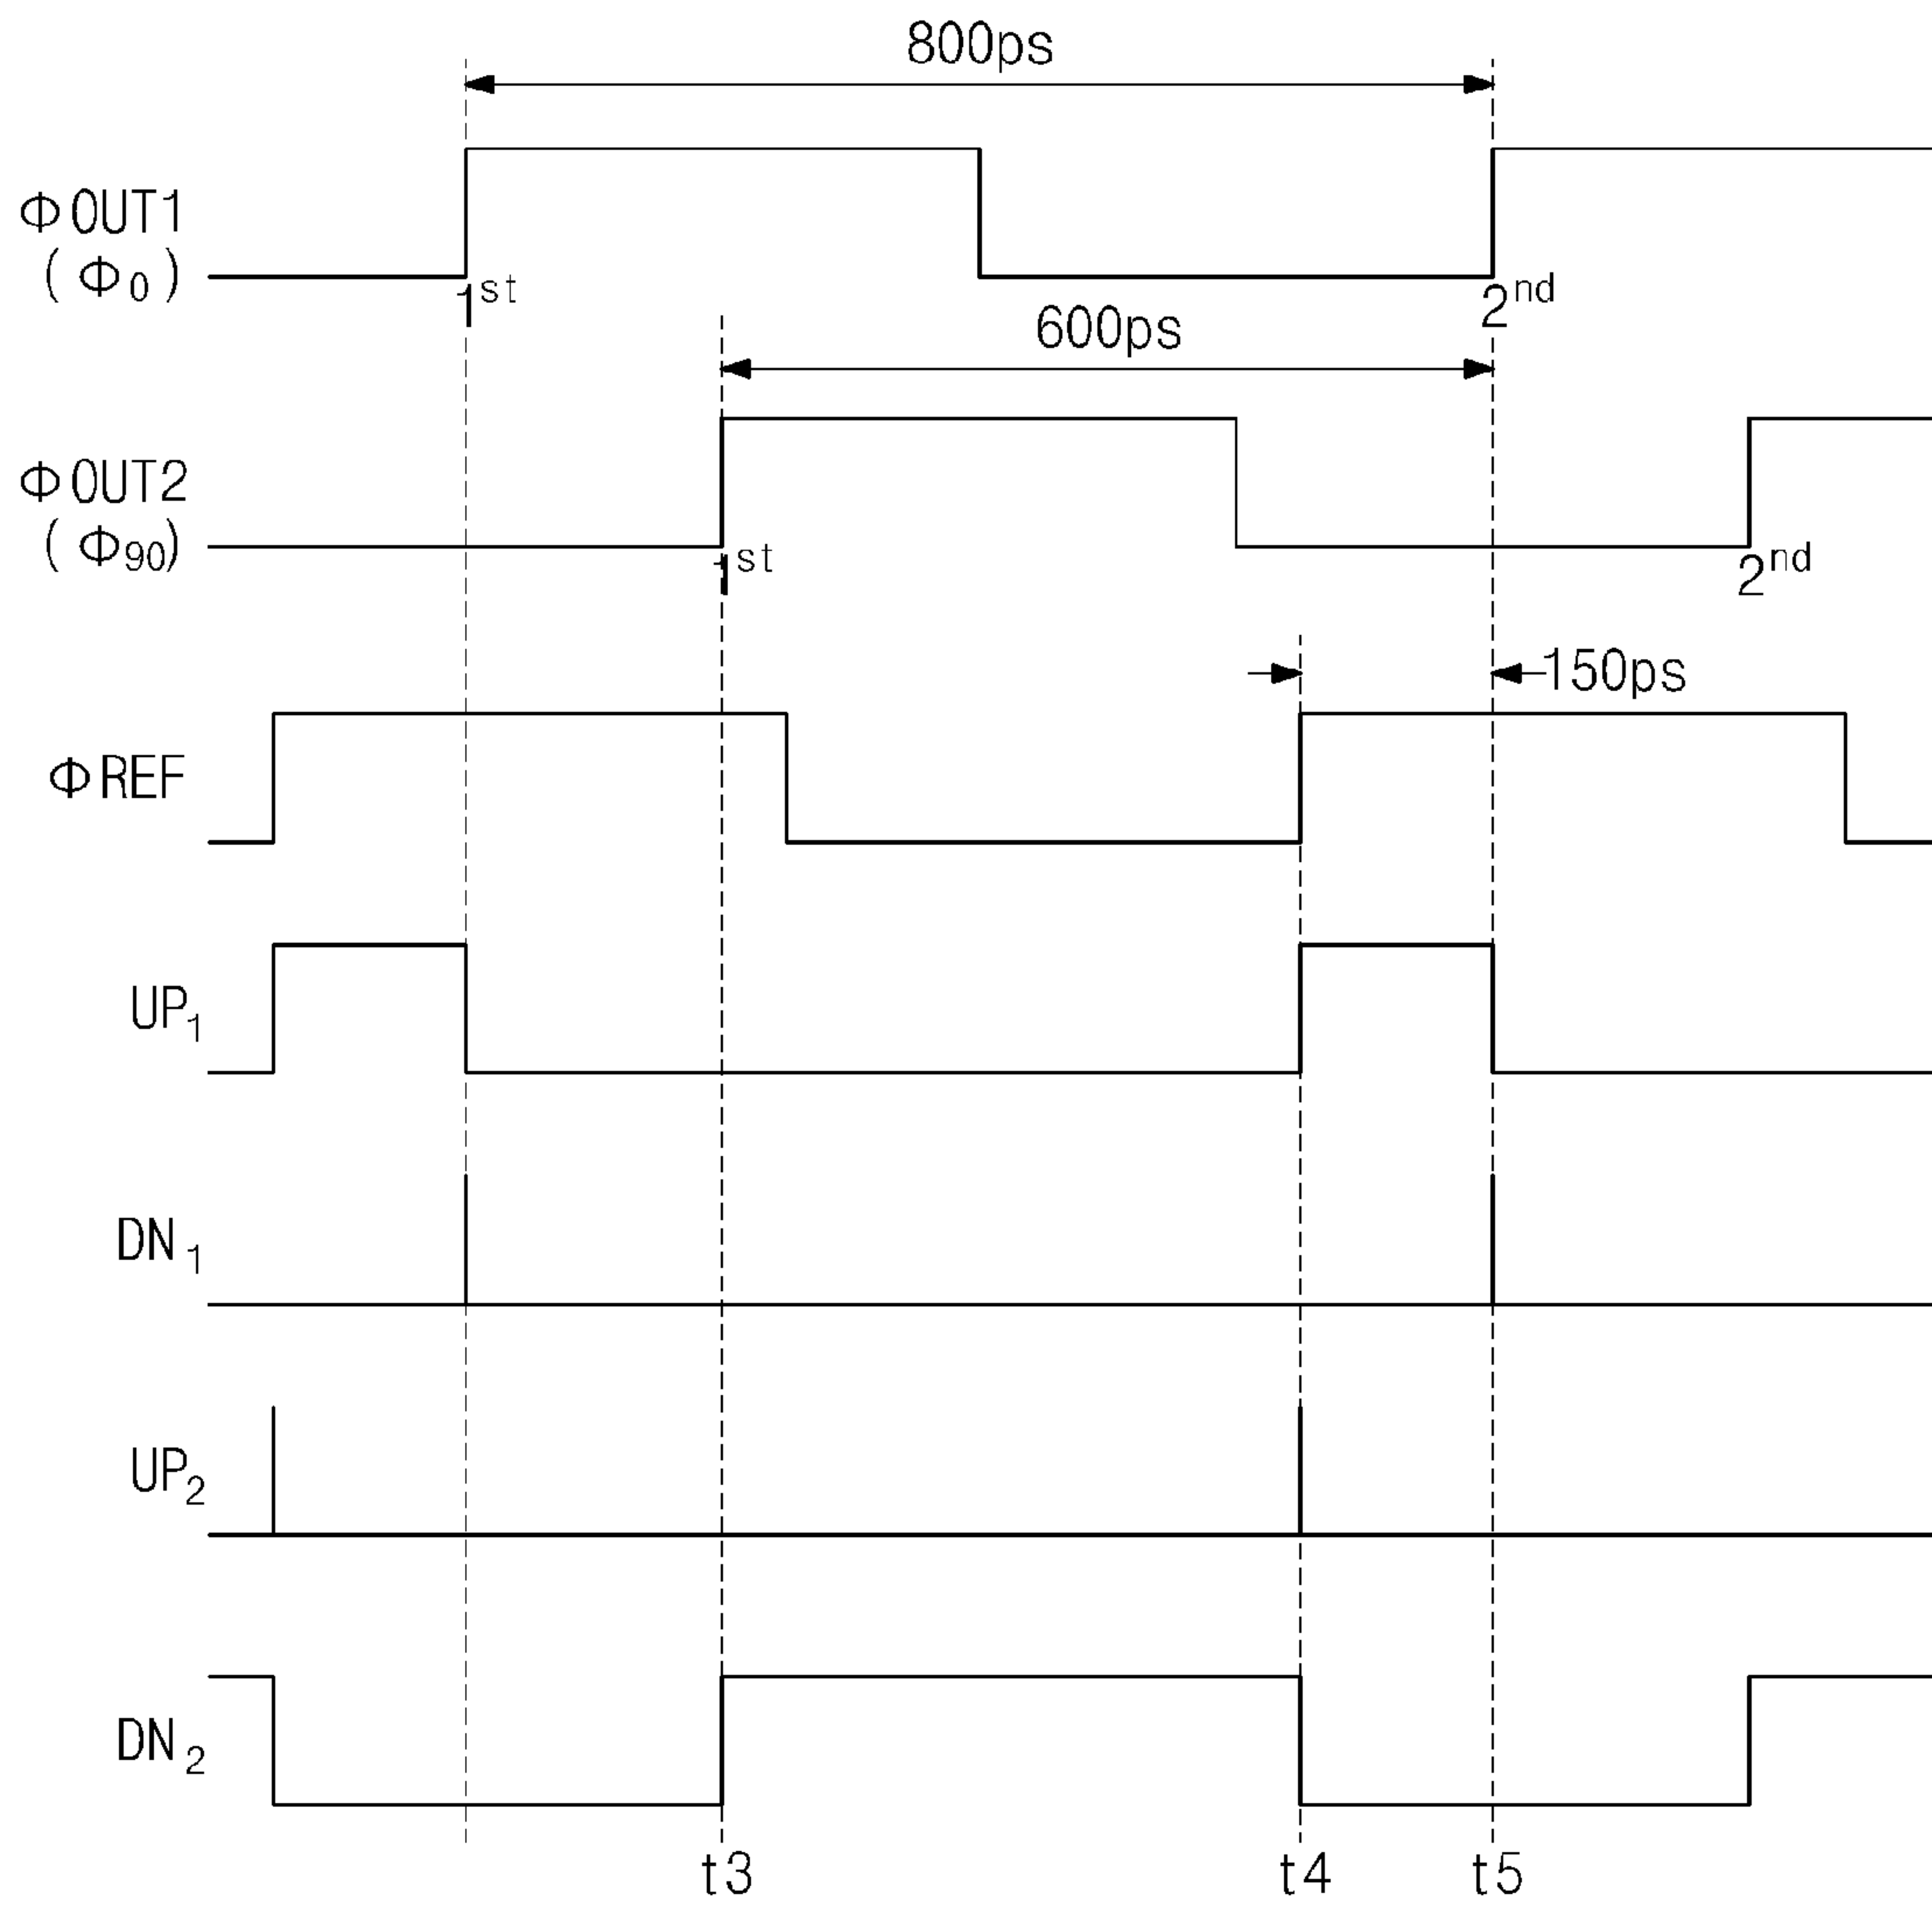 800ps
ΦOUT1
(Φ0)
1st
2nd
600ps
ΦOUT2
(Φ90)
1st
2nd
150ps
ΦREF
UP1
DN1
UP2
DN2
t3
t4
t5